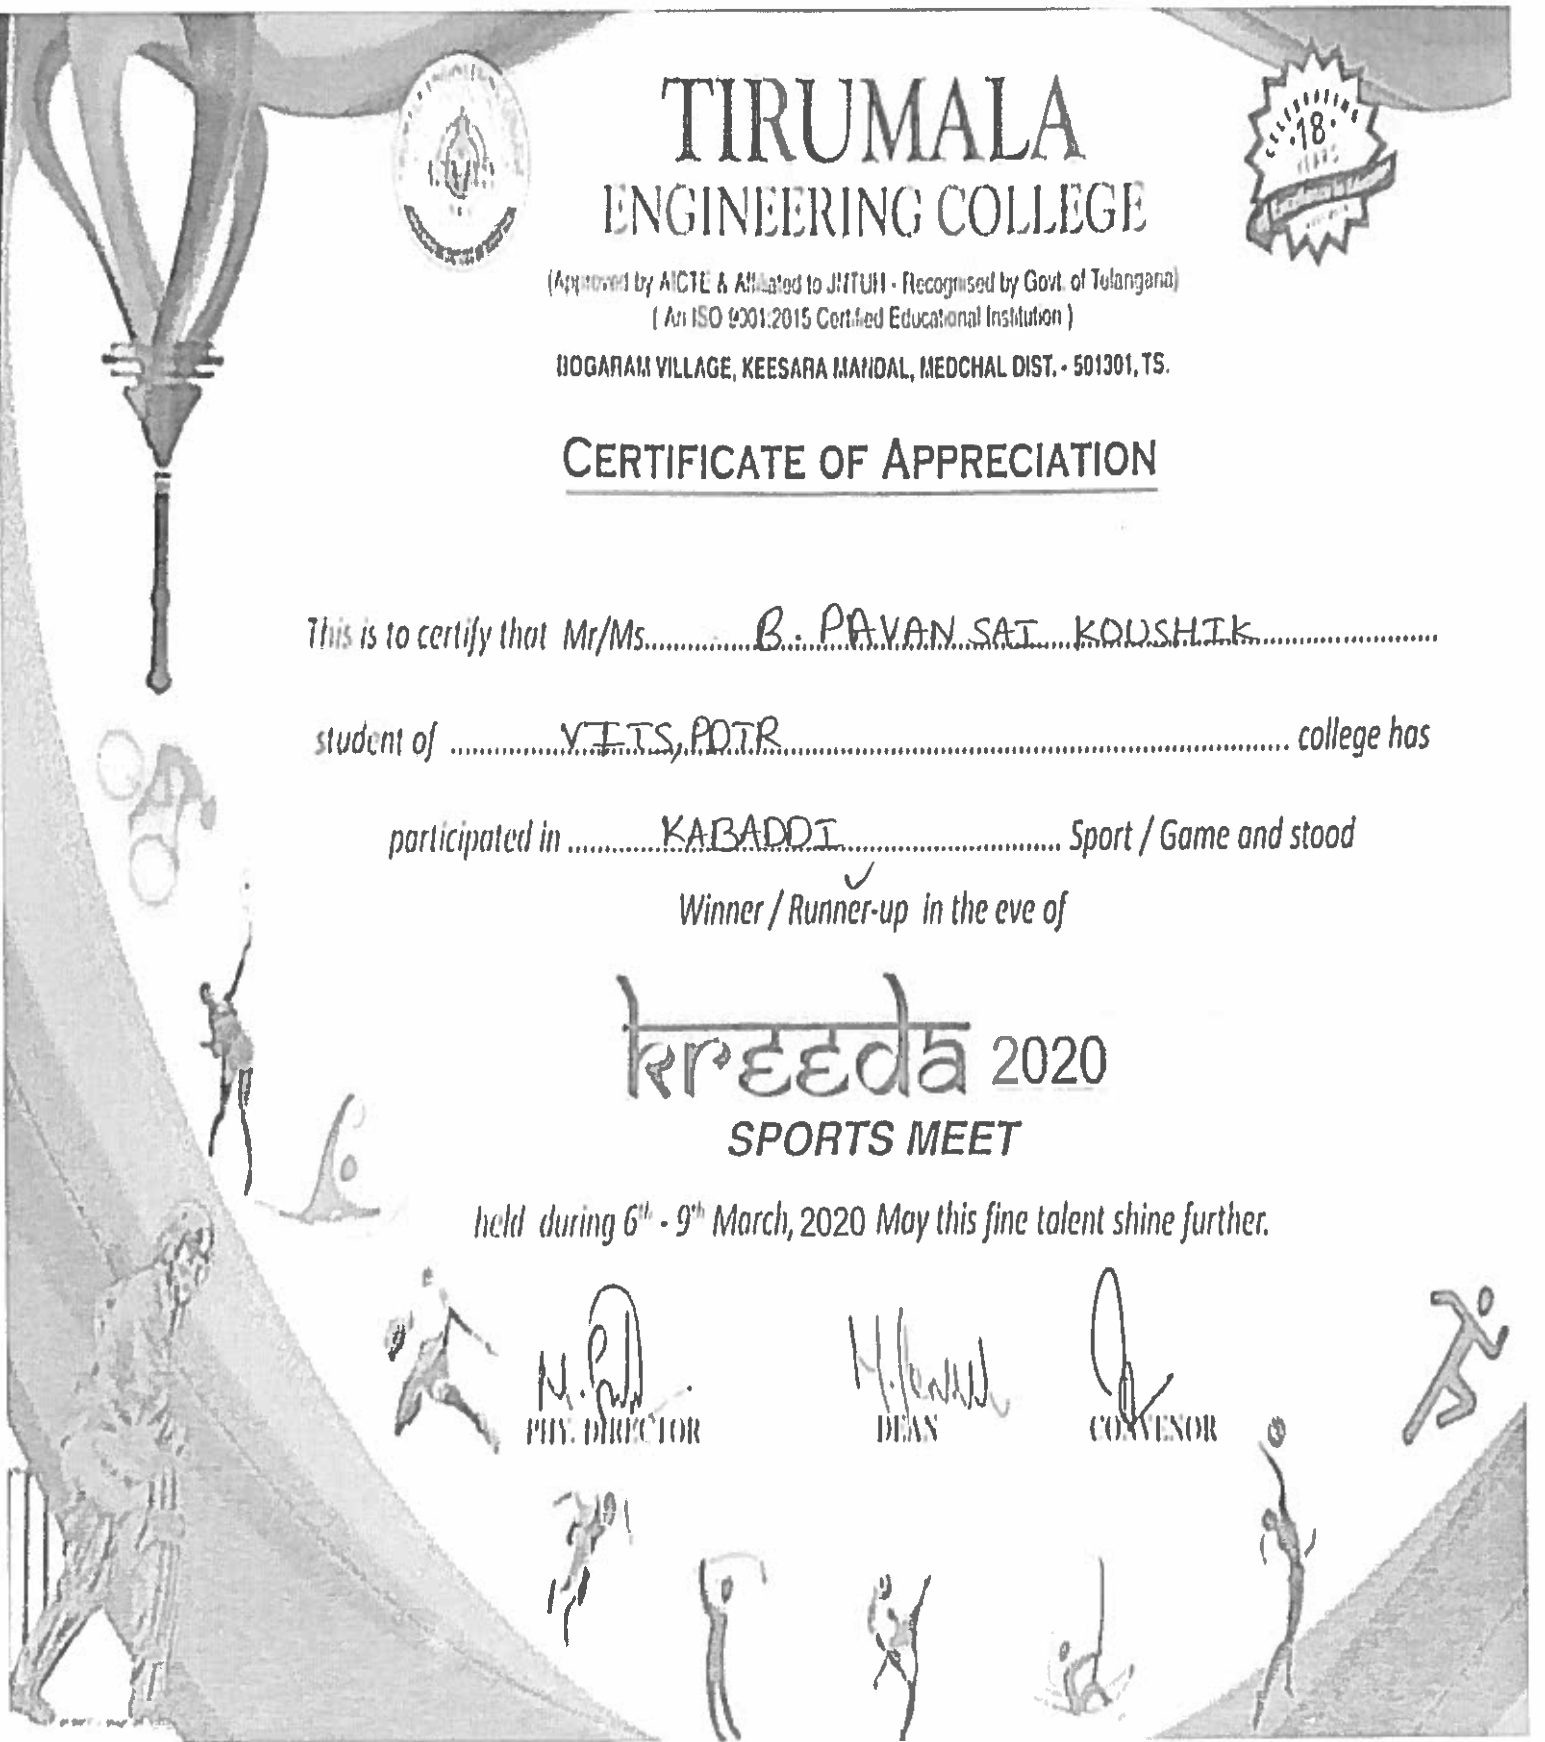 TIRUMALA
ENGINEERING COLLEGE
CELEBRATING
18
YEARS
(Approved by AICTE & Affiliated to JNTUH - Recognised by Govt. of Telangana)
( An ISO 9001:2015 Certified Educational Institution )
BOGARAM VILLAGE, KEESARA MANDAL, MEDCHAL DIST. - 501301, TS.
CERTIFICATE OF APPRECIATION
This is to certify that Mr/Ms. B. PAVAN SAI KOUSHIK
student of VITS, PDTR college has
participated in KABADDI Sport / Game and stood
Winner / Runner-up in the eve of
kreeda 2020
SPORTS MEET
held during 6th - 9th March, 2020 May this fine talent shine further.
PHY. DIRECTOR DEAN CONVENOR